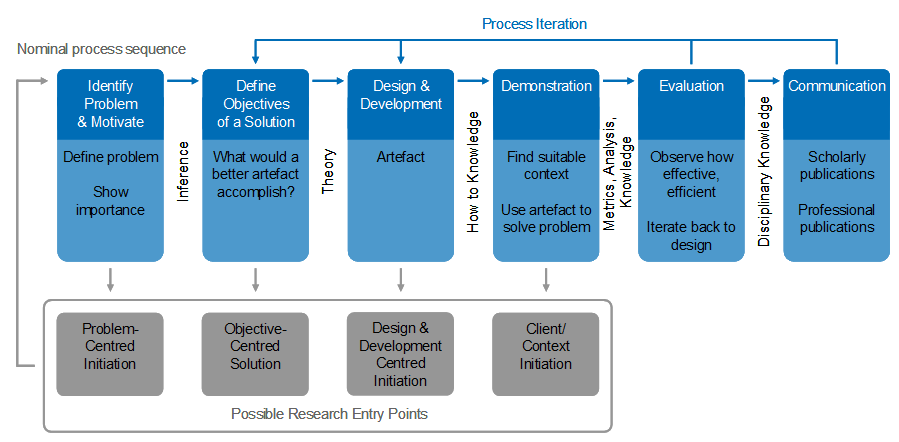 Process Iteration
Nominal process sequence
Identify
Problem
& Motivate
Define problem
Show
importance
Inference
Define
Objectives
of a Solution
What would a
better artefact
accomplish?
Theory
Design &
Development
Artefact
How to Knowledge
Demonstration
Find suitable
context
Use artefact to
solve problem
Metrics, Analysis,
Knowledge
Evaluation
Observe how
effective,
efficient
Iterate back to
design
Disciplinary Knowledge
Communication
Scholarly
publications
Professional
publications
Problem-
Centred
Initiation
Objective-
Centred
Solution
Design &
Development
Centred
Initiation
Client/
Context
Initiation
Possible Research Entry Points